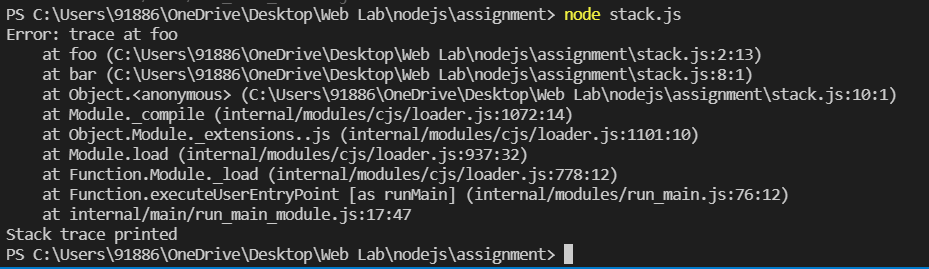 PS C:\Users\91886\OneDrive\Desktop\Web Lab\nodejs\assignment> node stack.js
Error: trace at foo
    at foo (C:\Users\91886\OneDrive\Desktop\Web Lab\nodejs\assignment\stack.js:2:13)
    at bar (C:\Users\91886\OneDrive\Desktop\Web Lab\nodejs\assignment\stack.js:8:1)
    at Object.<anonymous> (C:\Users\91886\OneDrive\Desktop\Web Lab\nodejs\assignment\stack.js:10:1)
    at Module._compile (internal/modules/cjs/loader.js:1072:14)
    at Object.Module._extensions..js (internal/modules/cjs/loader.js:1101:10)
    at Module.load (internal/modules/cjs/loader.js:937:32)
    at Function.Module._load (internal/modules/cjs/loader.js:778:12)
    at Function.executeUserEntryPoint [as runMain] (internal/modules/run_main.js:76:12)
    at internal/main/run_main_module.js:17:47
Stack trace printed
PS C:\Users\91886\OneDrive\Desktop\Web Lab\nodejs\assignment>